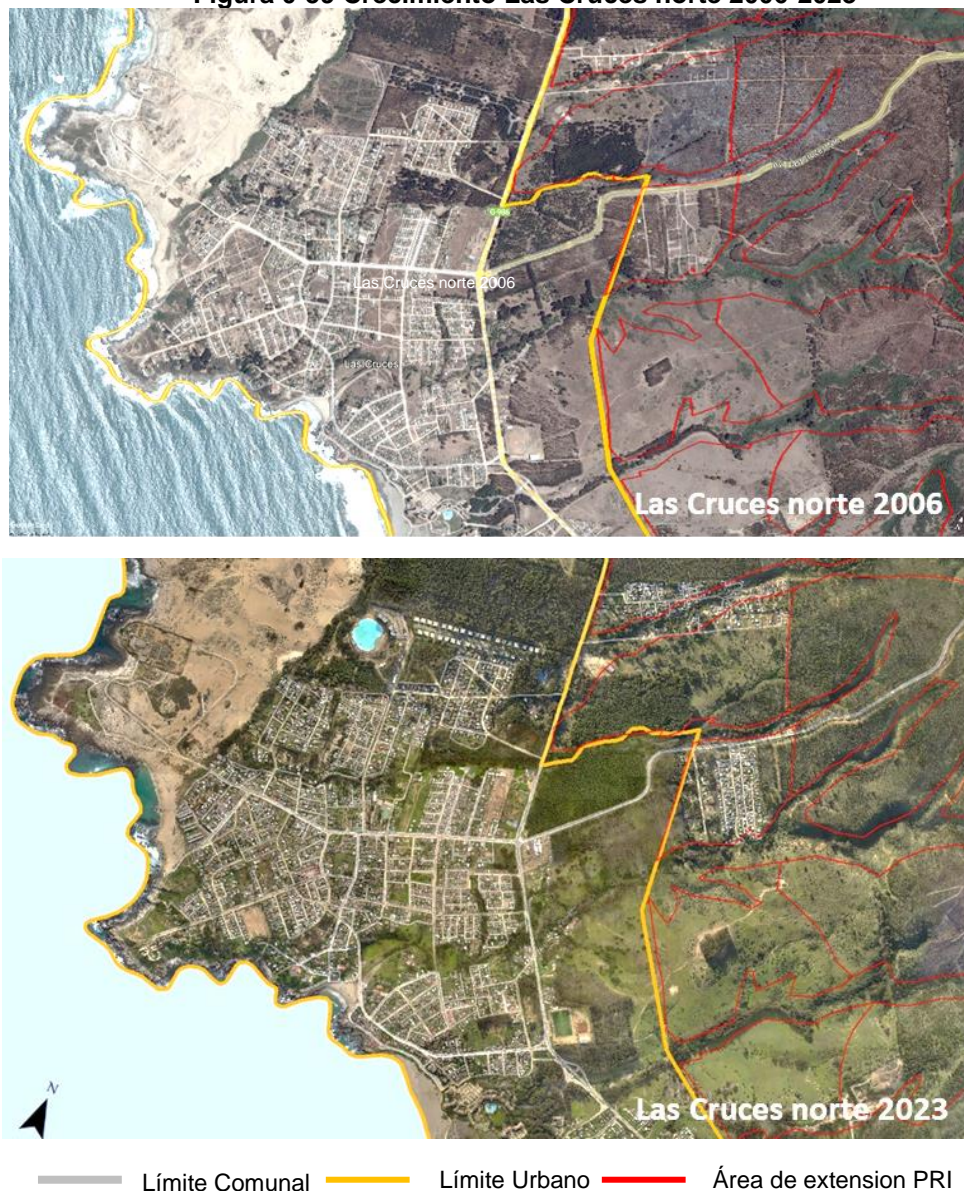 Las Cruces norte 2006
Las Cruces
Las Cruces norte 2006
Las Cruces norte 2023
N
Límite Comunal Límite Urbano Área de extension PRI